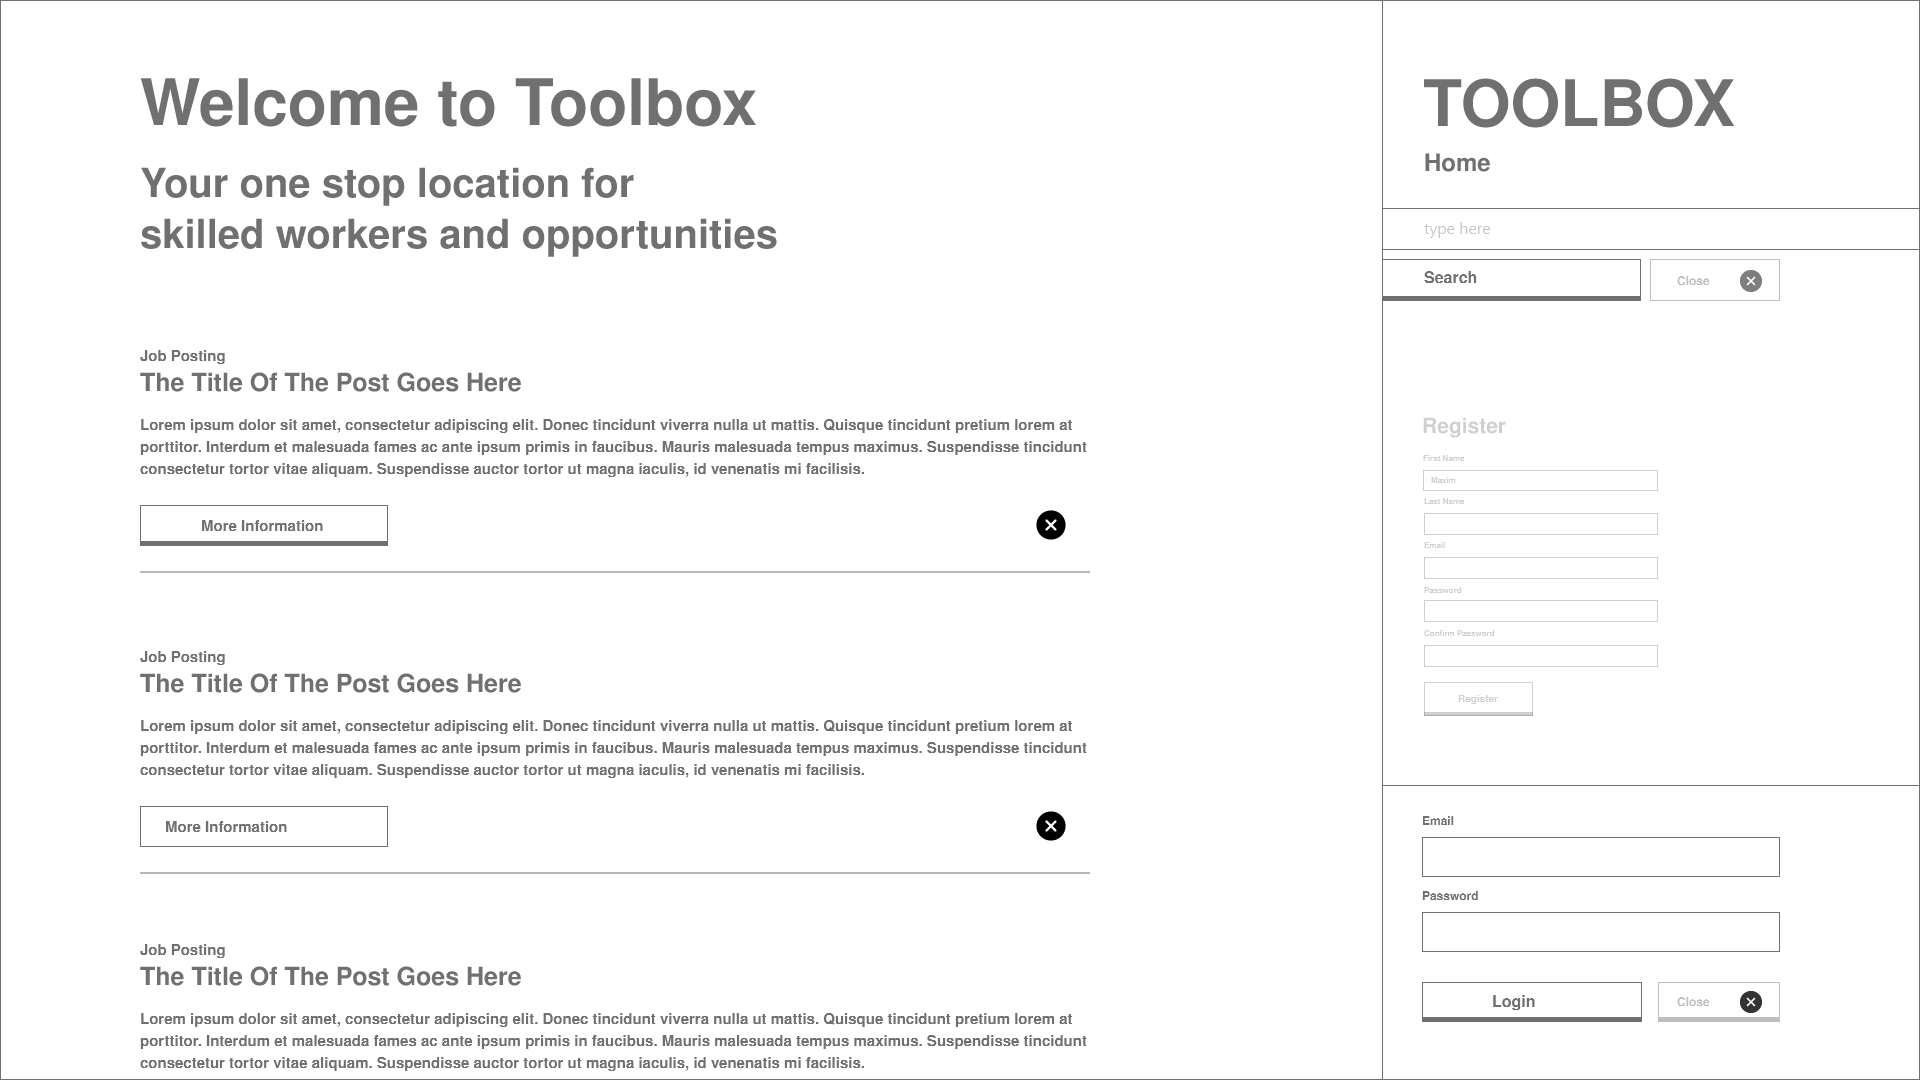 Welcome to Toolbox
Your one stop location for
skilled workers and opportunities
Job Posting
The Title Of The Post Goes Here
Lorem ipsum dolor sit amet, consectetur adipiscing elit. Donec tincidunt viverra nulla ut mattis. Quisque tincidunt pretium lorem at
porttitor. Interdum et malesuada fames ac ante ipsum primis in faucibus. Mauris malesuada tempus maximus. Suspendisse tincidunt
consectetur tortor vitae aliquam. Suspendisse auctor tortor ut magna iaculis, id venenatis mi facilisis.
More Information
Job Posting
The Title Of The Post Goes Here
Lorem ipsum dolor sit amet, consectetur adipiscing elit. Donec tincidunt viverra nulla ut mattis. Quisque tincidunt pretium lorem at
porttitor. Interdum et malesuada fames ac ante ipsum primis in faucibus. Mauris malesuada tempus maximus. Suspendisse tincidunt
consectetur tortor vitae aliquam. Suspendisse auctor tortor ut magna iaculis, id venenatis mi facilisis.
More Information
Job Posting
The Title Of The Post Goes Here
Lorem ipsum dolor sit amet, consectetur adipiscing elit. Donec tincidunt viverra nulla ut mattis. Quisque tincidunt pretium lorem at
porttitor. Interdum et malesuada fames ac ante ipsum primis in faucibus. Mauris malesuada tempus maximus. Suspendisse tincidunt
consectetur tortor vitae aliquam. Suspendisse auctor tortor ut magna iaculis, id venenatis mi facilisis.
TOOLBOX
Home
type here
Search
Close
Register
First Name
Maxim
Last Name
Email
Password
Confirm Password
Register
Email
Password
Login
Close